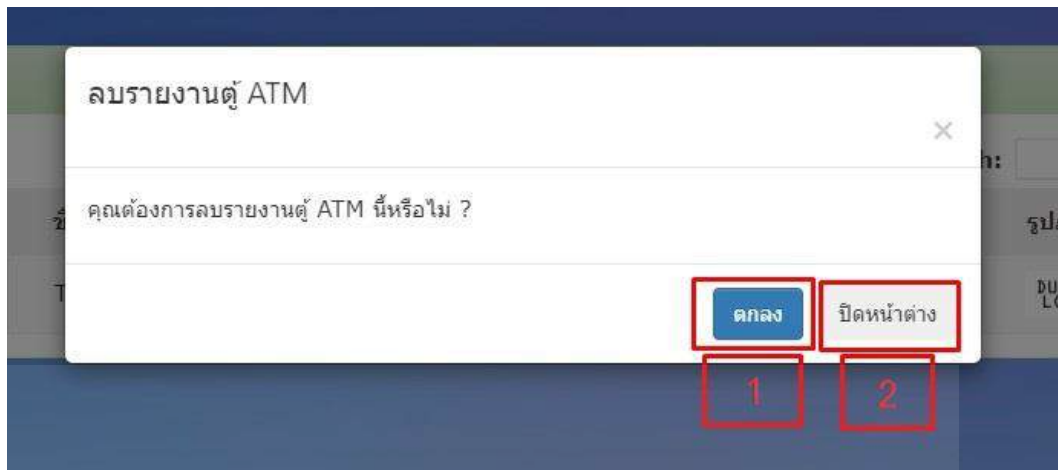 ลบรายงานตู้ ATM
×
คุณต้องการลบรายงานตู้ ATM นี้หรือไม่ ?
ตกลง
ปิดหน้าต่าง
1
2